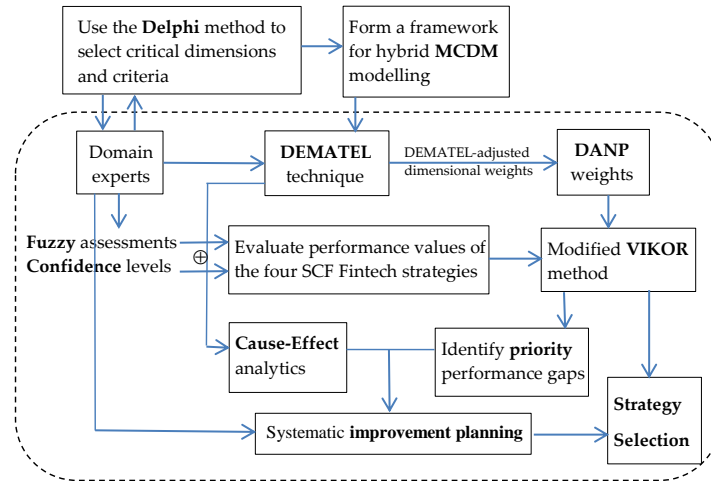 Use the Delphi method to
select critical dimensions
and criteria
Form a framework
for hybrid MCDM
modelling
Domain
experts
DEMATEL
technique
DEMATEL-adjusted
dimensional weights
DANP
weights
Fuzzy assessments
Confidence levels
⊕
Evaluate performance values of
the four SCF Fintech strategies
Modified VIKOR
method
Cause-Effect
analytics
Identify priority
performance gaps
Strategy
Selection
Systematic improvement planning